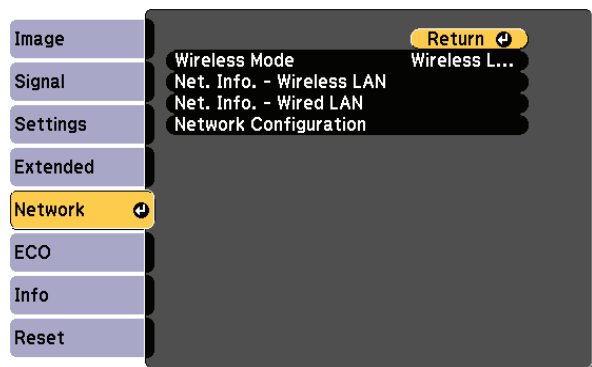 Image
Signal
Settings
Extended
Network
ECO
Info
Reset
Return
Wireless Mode Wireless L...
Net. Info. - Wireless LAN
Net. Info. - Wired LAN
Network Configuration